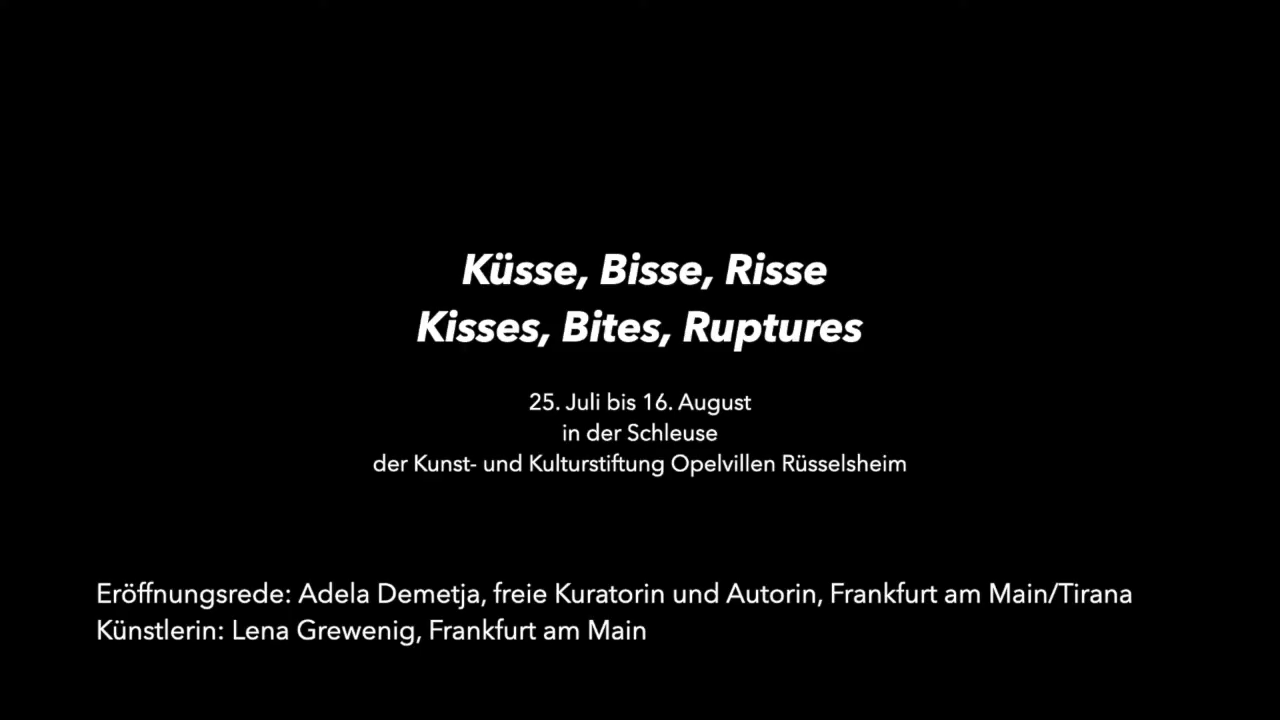 Küsse, Bisse, Risse
Kisses, Bites, Ruptures
25. Juli bis 16. August
in der Schleuse
der Kunst- und Kulturstiftung Opelvillen Rüsselsheim
Eröffnungsrede: Adela Demetja, freie Kuratorin und Autorin, Frankfurt am Main/Tirana
Künstlerin: Lena Grewenig, Frankfurt am Main